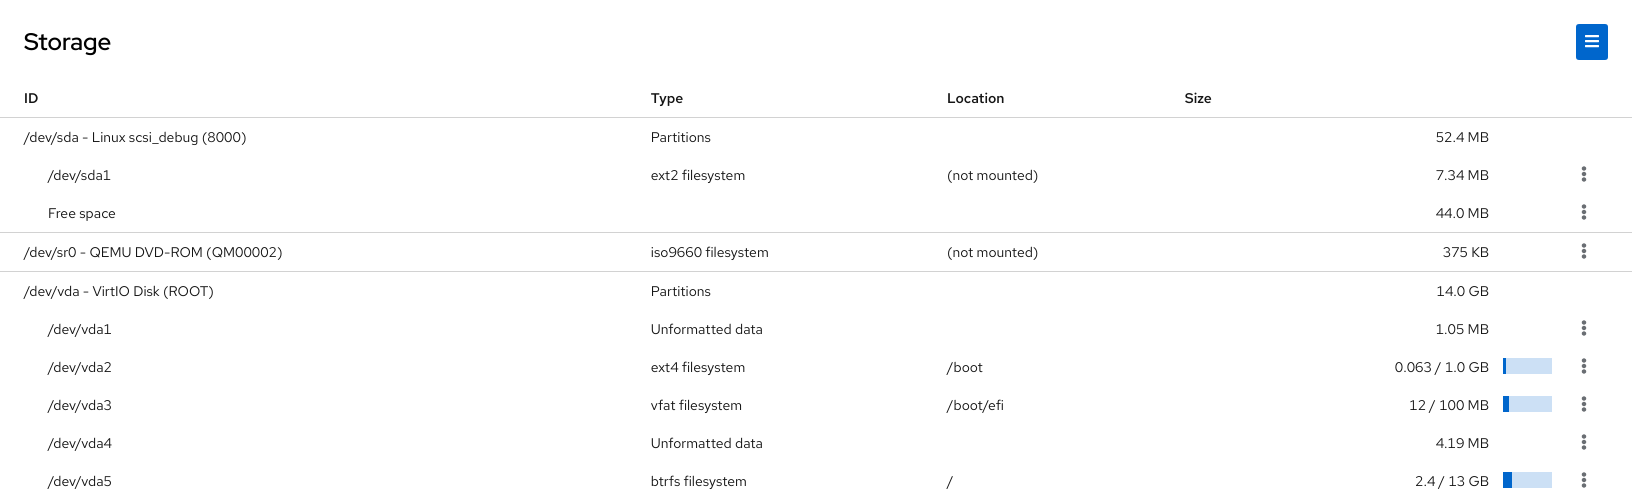 Storage
ID Type Location Size
/dev/sda - Linux scsi_debug (8000) Partitions 52.4 MB
/dev/sda1 ext2 filesystem (not mounted) 7.34 MB
Free space 44.0 MB
/dev/sr0 - QEMU DVD-ROM (QM00002) iso9660 filesystem (not mounted) 375 KB
/dev/vda - VirtIO Disk (ROOT) Partitions 14.0 GB
/dev/vda1 Unformatted data 1.05 MB
/dev/vda2 ext4 filesystem /boot 0.063 / 1.0 GB
/dev/vda3 vfat filesystem /boot/efi 12 / 100 MB
/dev/vda4 Unformatted data 4.19 MB
/dev/vda5 btrfs filesystem / 2.4 / 13 GB